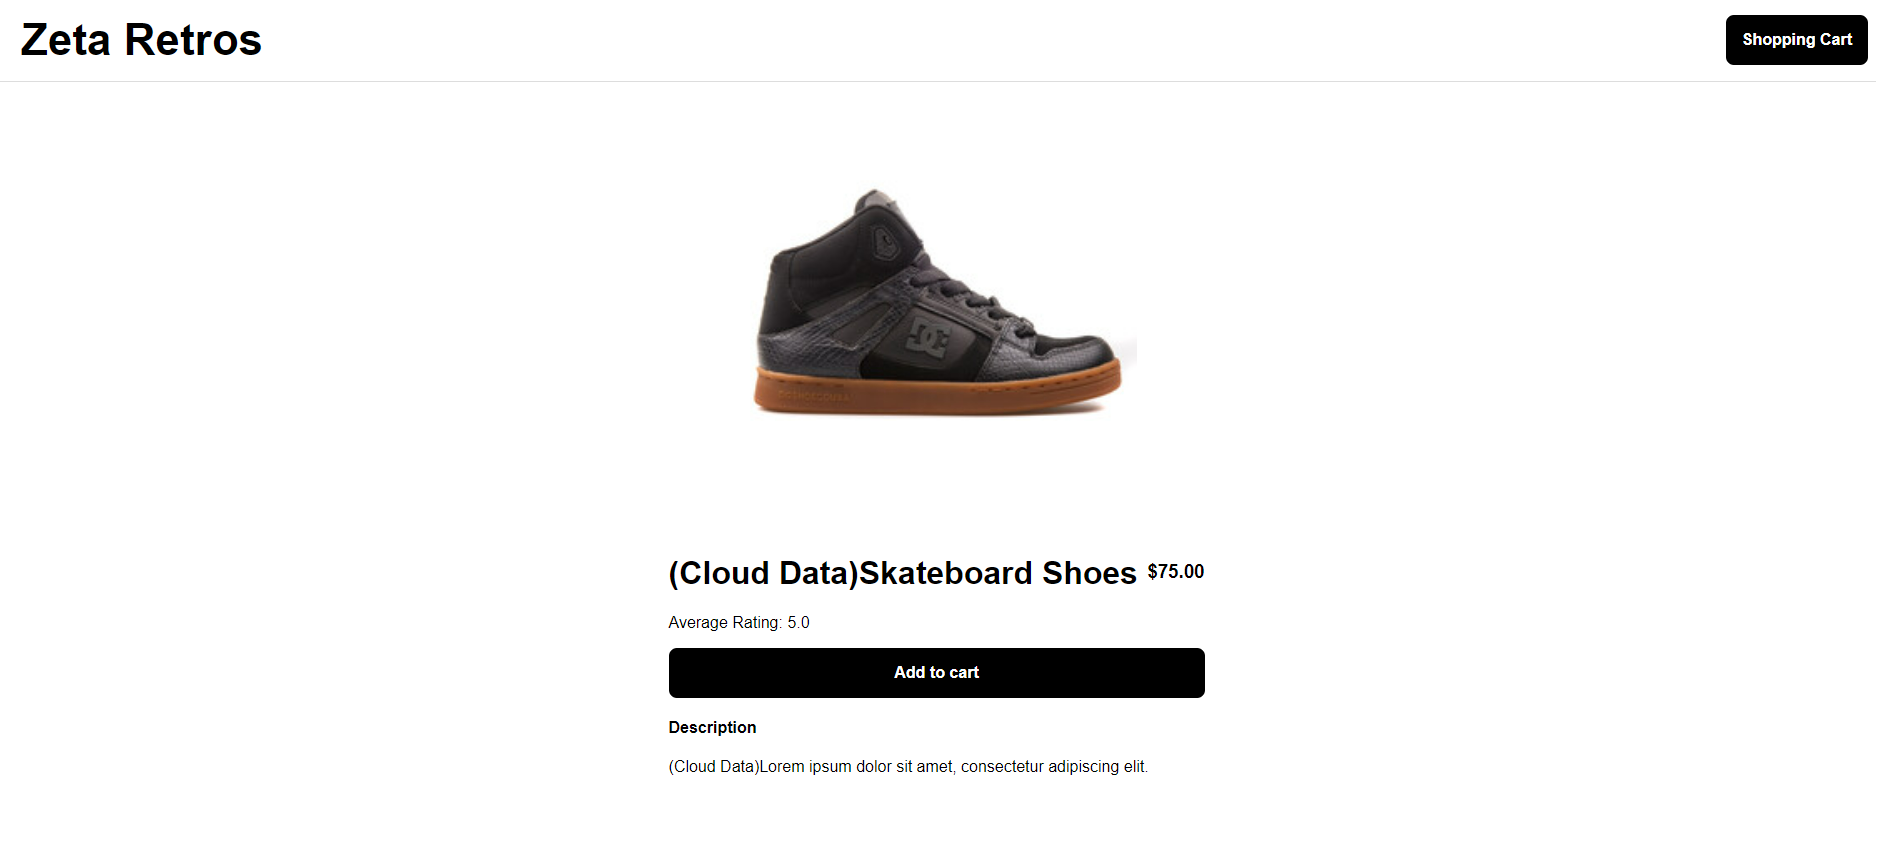 Zeta Retros
Shopping Cart
DC
(Cloud Data)Skateboard Shoes $75.00
Average Rating: 5.0
Add to cart
Description
(Cloud Data)Lorem ipsum dolor sit amet, consectetur adipiscing elit.